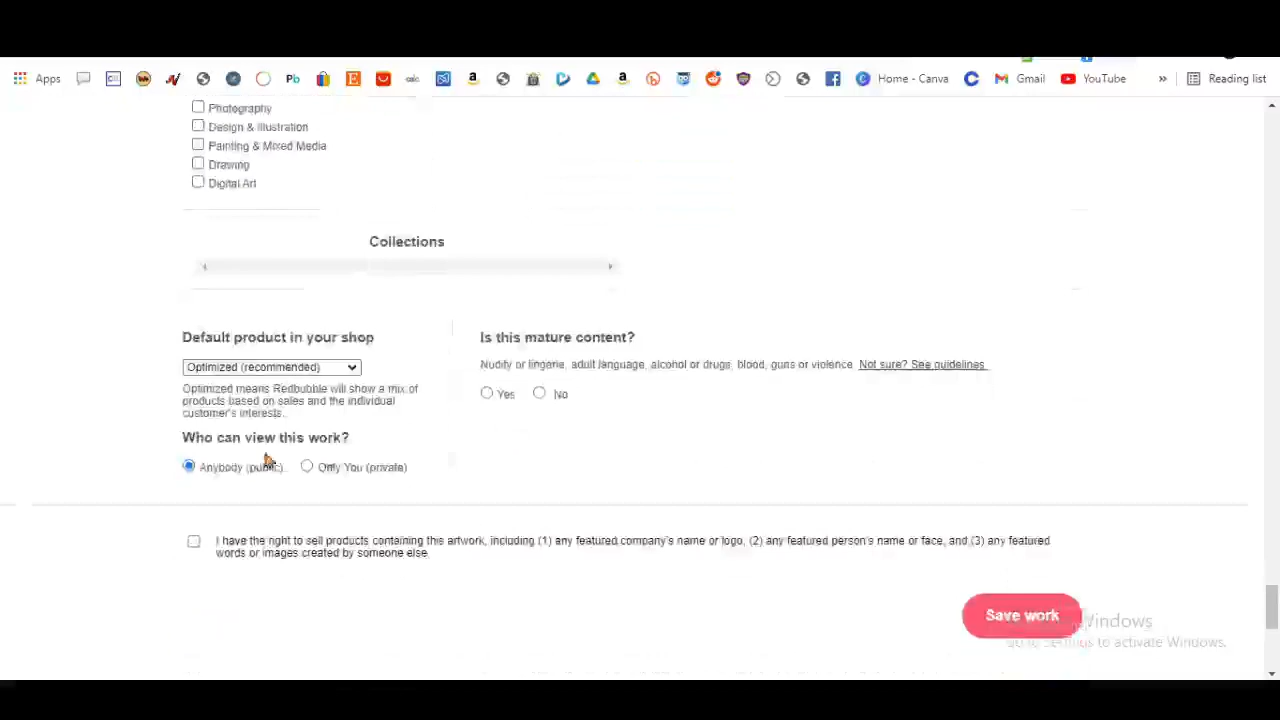 Apps
Pb
Home - Canva
Gmail
YouTube
»
Reading list
Photography
Design & Illustration
Painting & Mixed Media
Drawing
Digital Art
Collections
Default product in your shop
Is this mature content?
Optimized (recommended)
Nudity or lingerie, adult language, alcohol or drugs, blood, guns or violence Not sure? See guidelines.
Optimized means Redbubble will show a mix of
products based on sales and the individual
customer's interests.
Yes No
Who can view this work?
Anybody (public) Only You (private)
I have the right to sell products containing this artwork, including (1) any featured company's name or logo, (2) any featured person's name or face, and (3) any featured
words or images created by someone else.
Save work
Windows
Go to Settings to activate Windows.